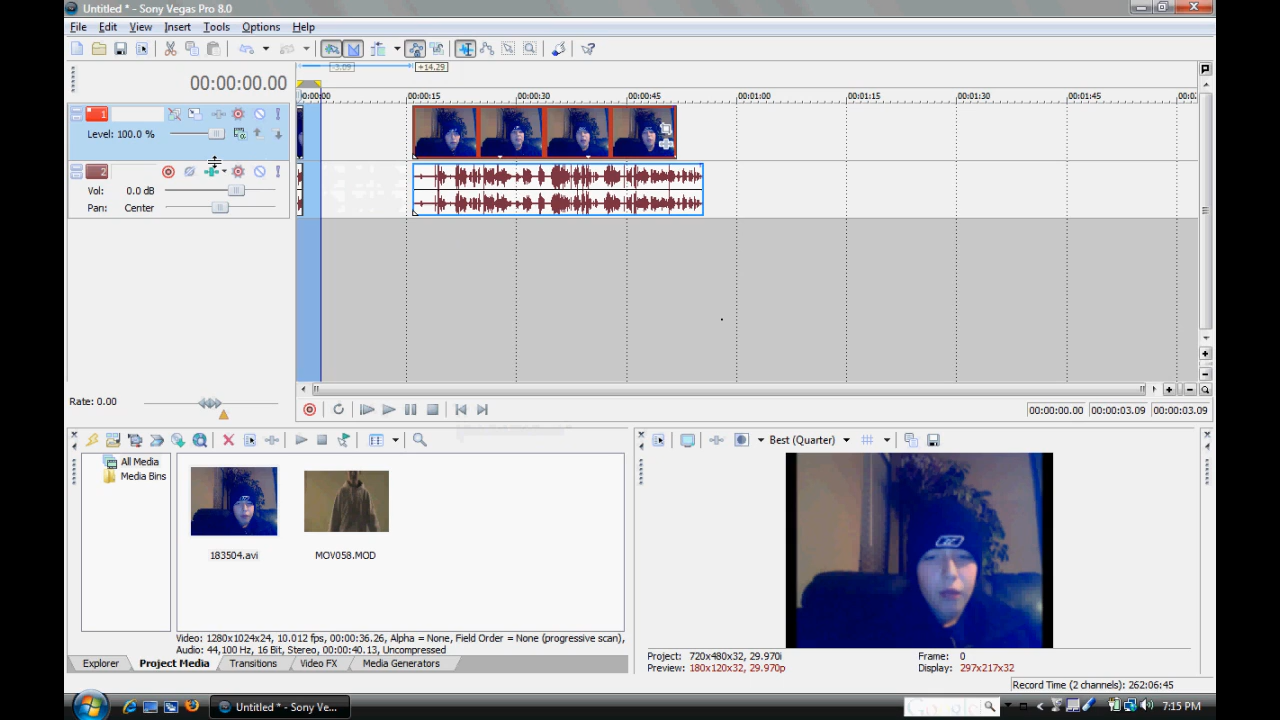 Untitled * - Sony Vegas Pro 8.0
File Edit View Insert Tools Options Help
-3.09 +14.29
00:00:00.00
00:00:00 00:00:15 00:00:30 00:00:45 00:01:00 00:01:15 00:01:30 00:01:45
1
Level: 100.0 %
2
Vol: 0.0 dB
Pan: Center
Rate: 0.00
00:00:00.00 00:00:03.09 00:00:03.09
Best (Quarter)
All Media
Media Bins
183504.avi MOV058.MOD
Video: 1280x1024x24, 10.012 fps, 00:00:36.26, Alpha = None, Field Order = None (progressive scan),
Audio: 44,100 Hz, 16 Bit, Stereo, 00:00:40.13, Uncompressed
Explorer Project Media Transitions Video FX Media Generators
Project: 720x480x32, 29.970i Frame: 0
Preview: 180x120x32, 29.970p Display: 297x217x32
Record Time (2 channels): 262:06:45
Untitled * - Sony Ve... Google 7:15 PM